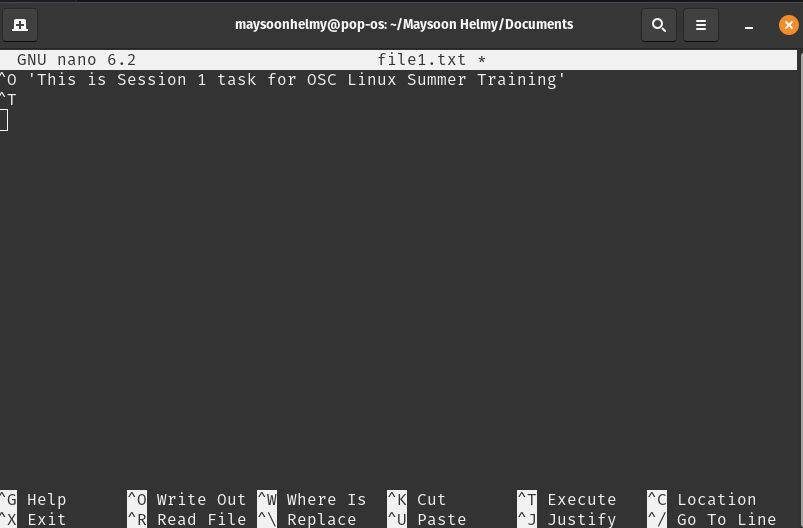 maysoonhelmy@pop-os: ~/Maysoon Helmy/Documents
GNU nano 6.2 file1.txt *
^O 'This is Session 1 task for OSC Linux Summer Training'
^T
^G Help ^O Write Out ^W Where Is ^K Cut ^T Execute ^C Location
^X Exit ^R Read File ^\ Replace ^U Paste ^J Justify ^/ Go To Line